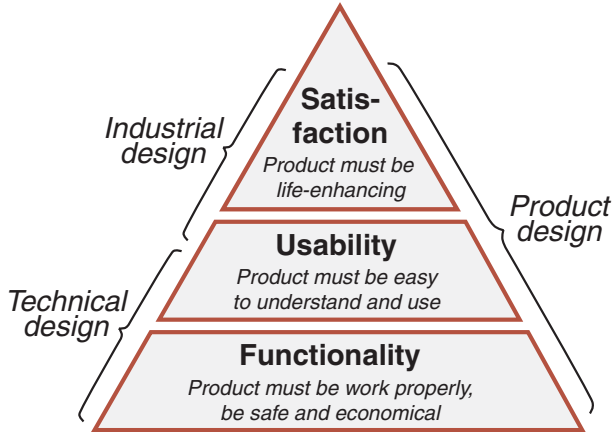 Satis-
faction
Product must be
life-enhancing
Industrial
design
Product
design
Usability
Product must be easy
to understand and use
Technical
design
Functionality
Product must be work properly,
be safe and economical